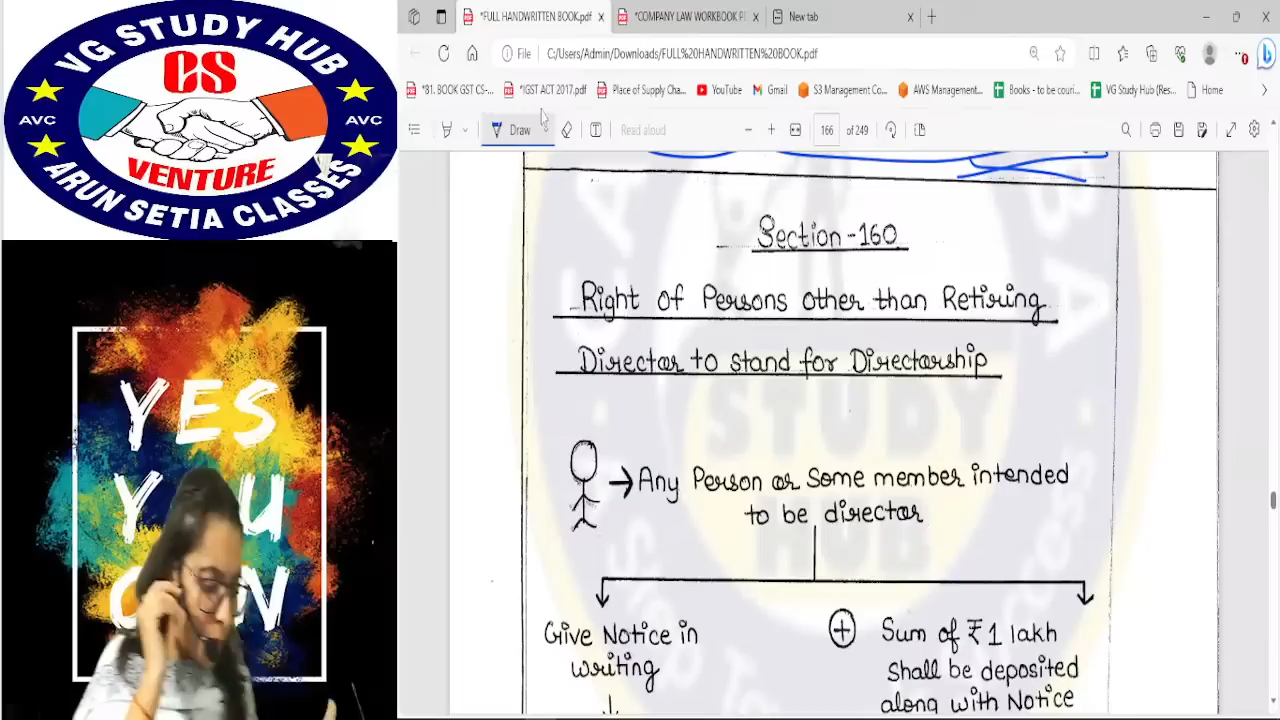 VG STUDY HUB
CS
AVC
AVC
VENTURE
ARUN SETIA CLASSES
YES
*FULL HANDWRITTEN BOOK.pdf
*COMPANY LAW WORKBOOK P
New tab
File
C:/Users/Admin/Downloads/FULL%20HANDWRITTEN%20BOOK.pdf
*81. BOOK GST CS-...
*IGST ACT 2017.pdf
Place of Supply Cha...
YouTube
Gmail
S3 Management Co...
AWS Management...
Books - to be couri...
VG Study Hub (Res...
Home
Draw
Read aloud
166 of 249
Section-160
Right of Persons other than Retiring
Director to stand for Directorship
→ Any Person or Some member intended
to be director
Give Notice in
writing
+ Sum of ₹1 lakh
Shall be deposited
along with Notice
STUDY
HUB